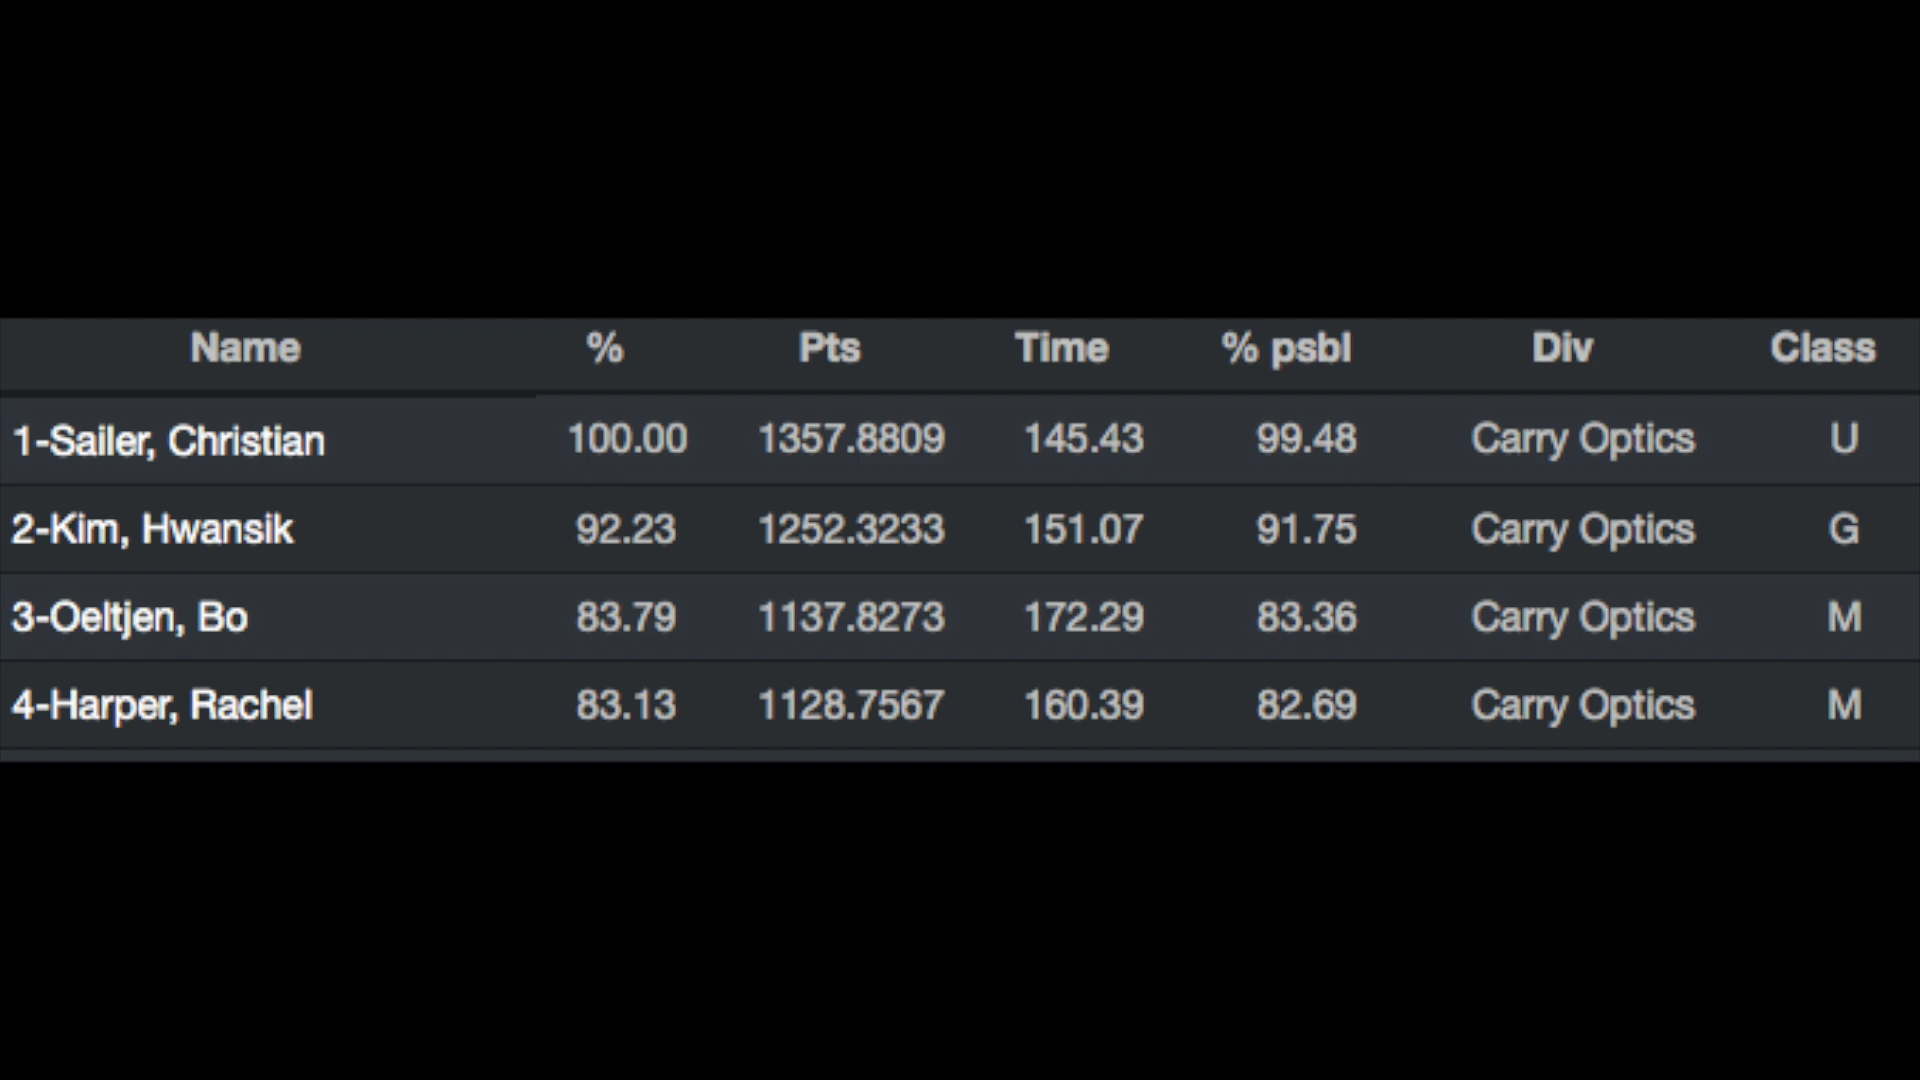 Name % Pts Time % psbl Div Class
1-Sailer, Christian 100.00 1357.8809 145.43 99.48 Carry Optics U
2-Kim, Hwansik 92.23 1252.3233 151.07 91.75 Carry Optics G
3-Oeltjen, Bo 83.79 1137.8273 172.29 83.36 Carry Optics M
4-Harper, Rachel 83.13 1128.7567 160.39 82.69 Carry Optics M